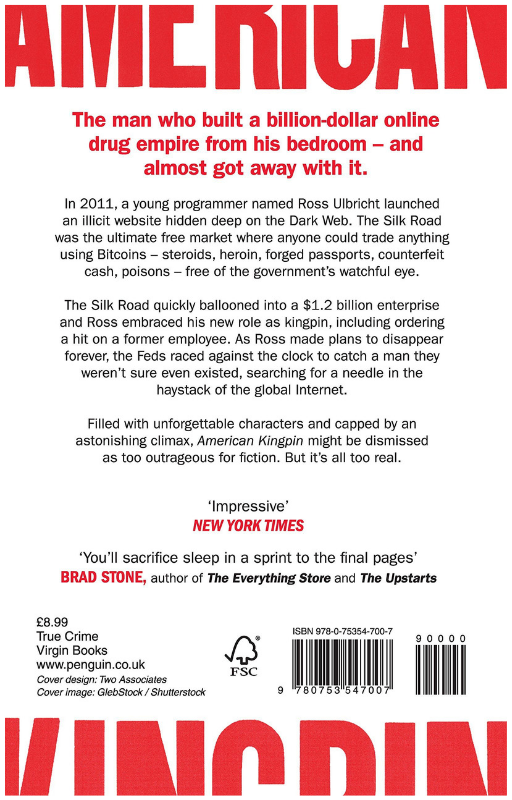 AMERICAN
The man who built a billion-dollar online
drug empire from his bedroom – and
almost got away with it.
In 2011, a young programmer named Ross Ulbricht launched
an illicit website hidden deep on the Dark Web. The Silk Road
was the ultimate free market where anyone could trade anything
using Bitcoins – steroids, heroin, forged passports, counterfeit
cash, poisons – free of the government's watchful eye.
The Silk Road quickly ballooned into a $1.2 billion enterprise
and Ross embraced his new role as kingpin, including ordering
a hit on a former employee. As Ross made plans to disappear
forever, the Feds raced against the clock to catch a man they
weren't sure even existed, searching for a needle in the
haystack of the global Internet.
Filled with unforgettable characters and capped by an
astonishing climax, American Kingpin might be dismissed
as too outrageous for fiction. But it's all too real.
'Impressive'
NEW YORK TIMES
'You'll sacrifice sleep in a sprint to the final pages'
BRAD STONE, author of The Everything Store and The Upstarts
£8.99
True Crime
Virgin Books
www.penguin.co.uk
Cover design: Two Associates
Cover image: GlebStock / Shutterstock
FSC®
ISBN 978-0-75354-700-7
9 780753 547007
9 0 0 0 0
KINGPIN